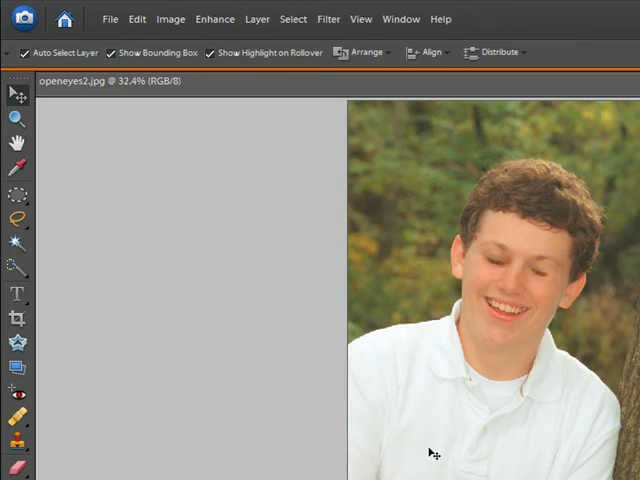 File Edit Image Enhance Layer Select Filter View Window Help
Auto Select Layer Show Bounding Box Show Highlight on Rollover Arrange Align Distribute
openeyes2.jpg @ 32.4% (RGB/8)
T